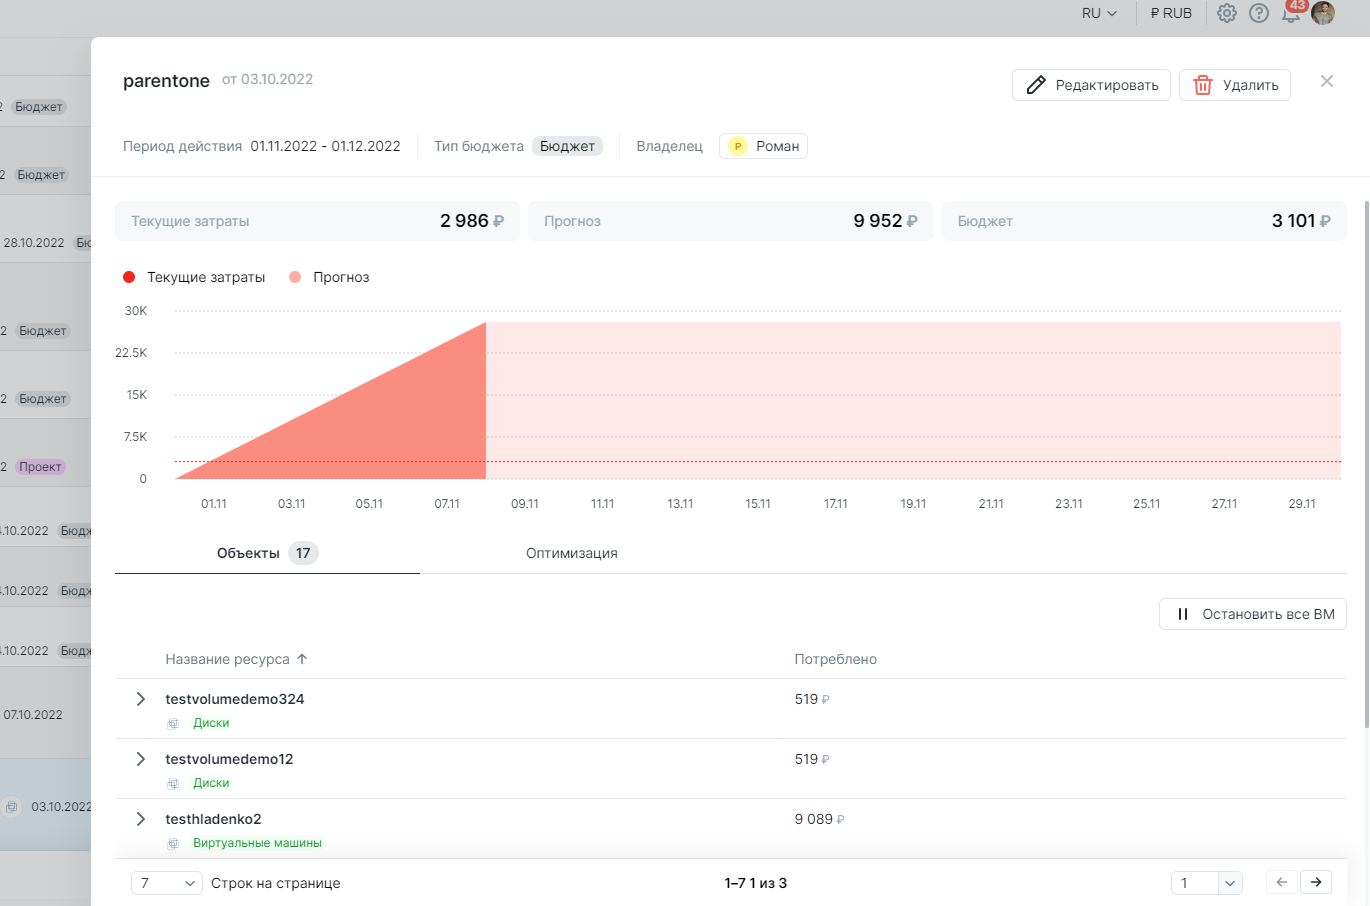 RU ₽ RUB 43
parentone от 03.10.2022 Редактировать Удалить
2 Бюджет
Период действия 01.11.2022 - 01.12.2022 Тип бюджета Бюджет Владелец Р Роман
2 Бюджет
Текущие затраты 2 986 ₽ Прогноз 9 952 ₽ Бюджет 3 101 ₽
28.10.2022 Бю
Текущие затраты Прогноз
30K
2 Бюджет
22.5K
15K
2 Бюджет
7.5K
2 Проект
0
01.11 03.11 05.11 07.11 09.11 11.11 13.11 15.11 17.11 19.11 21.11 23.11 25.11 27.11 29.11
.10.2022 Бюдж
Объекты 17 Оптимизация
.10.2022 Бюдж
Остановить все ВМ
.10.2022 Бюдж
Название ресурса Потреблено
testvolumedemo324 519 ₽
07.10.2022
Диски
testvolumedemo12 519 ₽
Диски
03.10.2022
testhladenko2 9 089 ₽
Виртуальные машины
7 Строк на странице 1–7 1 из 3 1